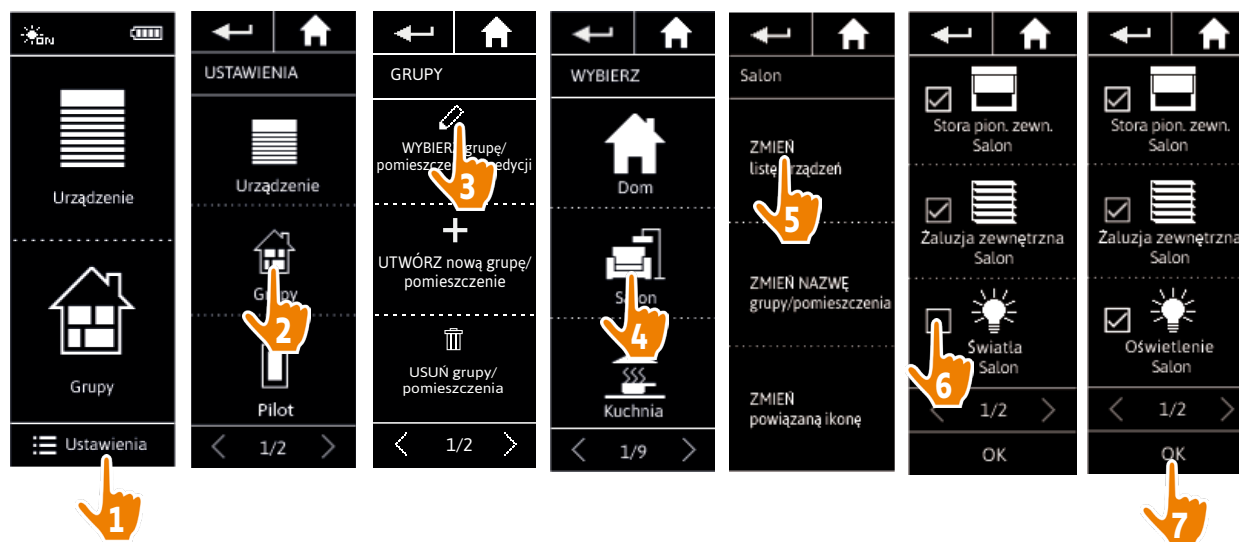 ON
Urządzenie
Grupy
Ustawienia
1
USTAWIENIA
Urządzenie
Grupy
2
Pilot
1/2
GRUPY
WYBIERZ grupę/
edycji
3
UTWÓRZ nową grupę/
pomieszczenie
USUŃ grupy/
pomieszczenia
1/2
WYBIERZ
Dom
Salon
4
Kuchnia
1/9
Salon
ZMIEŃ
listę urządzeń
5
ZMIEŃ NAZWĘ
grupy/pomieszczenia
ZMIEŃ
powiązaną ikonę
Stora pion. zewn.
Salon
Żaluzja zewnętrzna
Salon
Światła
Salon
6
1/2
OK
Stora pion. zewn.
Salon
Żaluzja zewnętrzna
Salon
Oświetlenie
Salon
1/2
OK
7